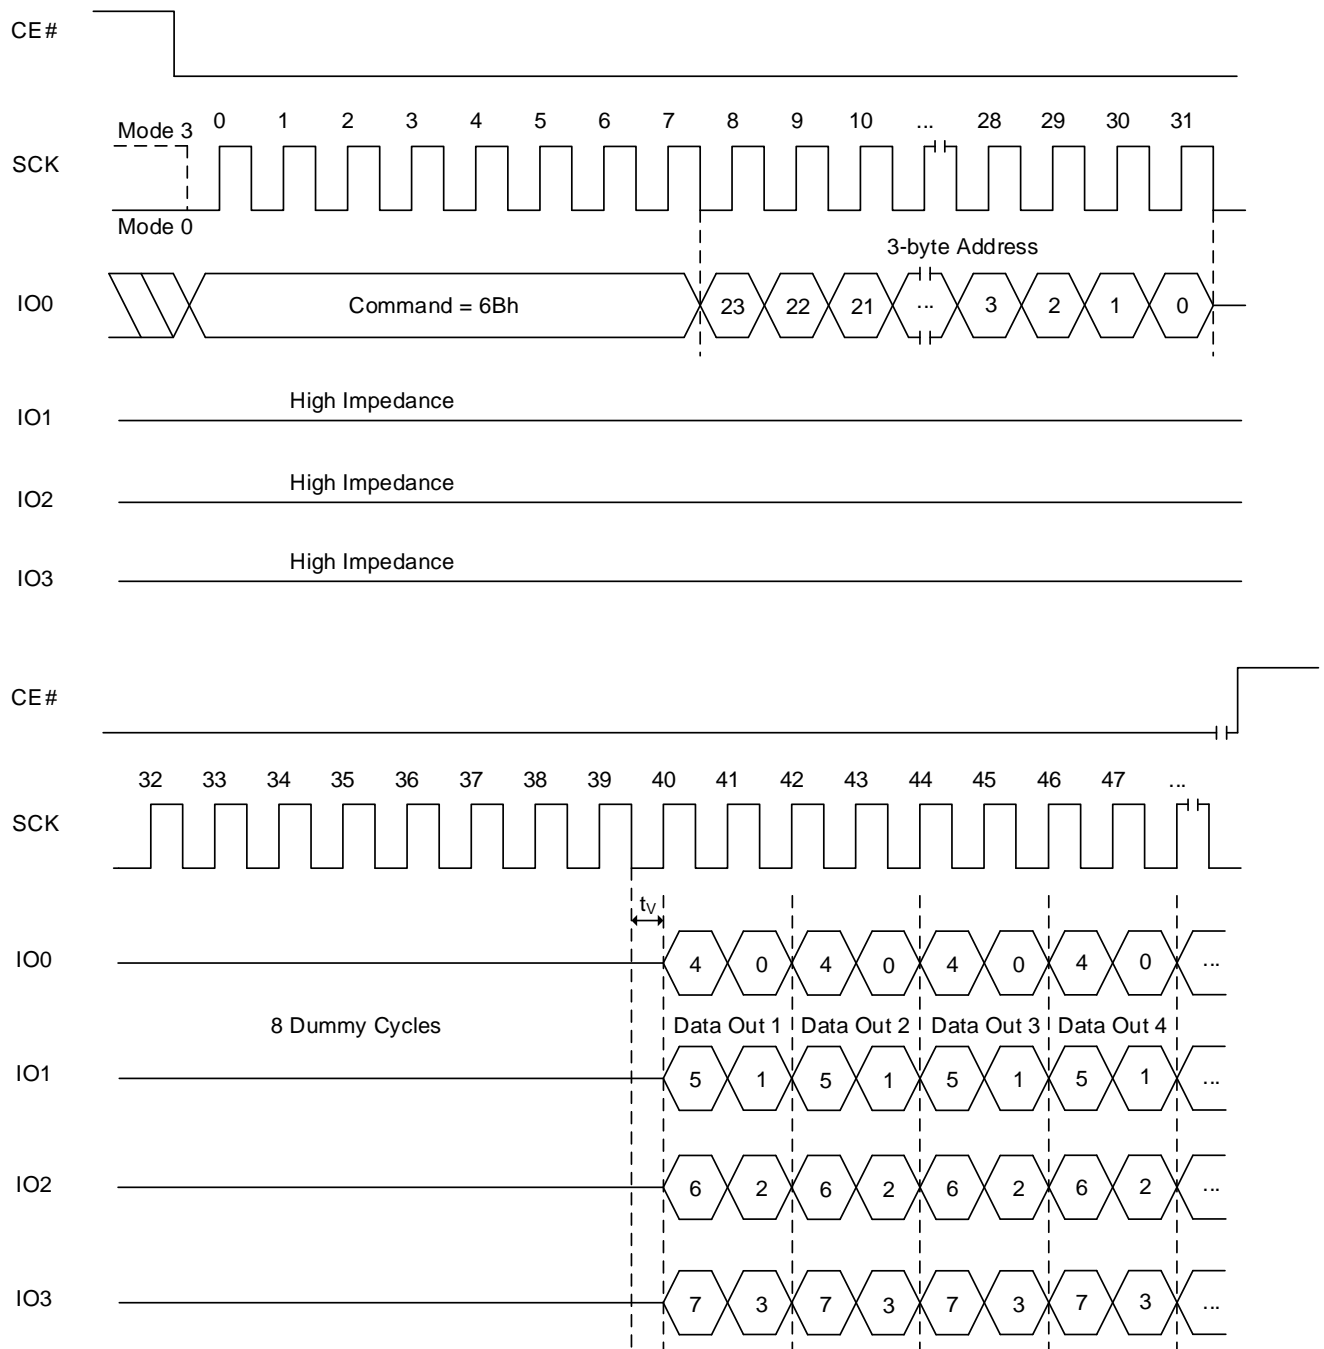 CE#
Mode 3 0 1 2 3 4 5 6 7 8 9 10 ... 28 29 30 31
SCK
Mode 0
3-byte Address
IO0 Command = 6Bh 23 22 21 ... 3 2 1 0
High Impedance
IO1
High Impedance
IO2
High Impedance
IO3
CE#
32 33 34 35 36 37 38 39 40 41 42 43 44 45 46 47 ...
SCK
tV
IO0 4 0 4 0 4 0 4 0 ...
8 Dummy Cycles Data Out 1 Data Out 2 Data Out 3 Data Out 4
IO1 5 1 5 1 5 1 5 1 ...
IO2 6 2 6 2 6 2 6 2 ...
IO3 7 3 7 3 7 3 7 3 ...